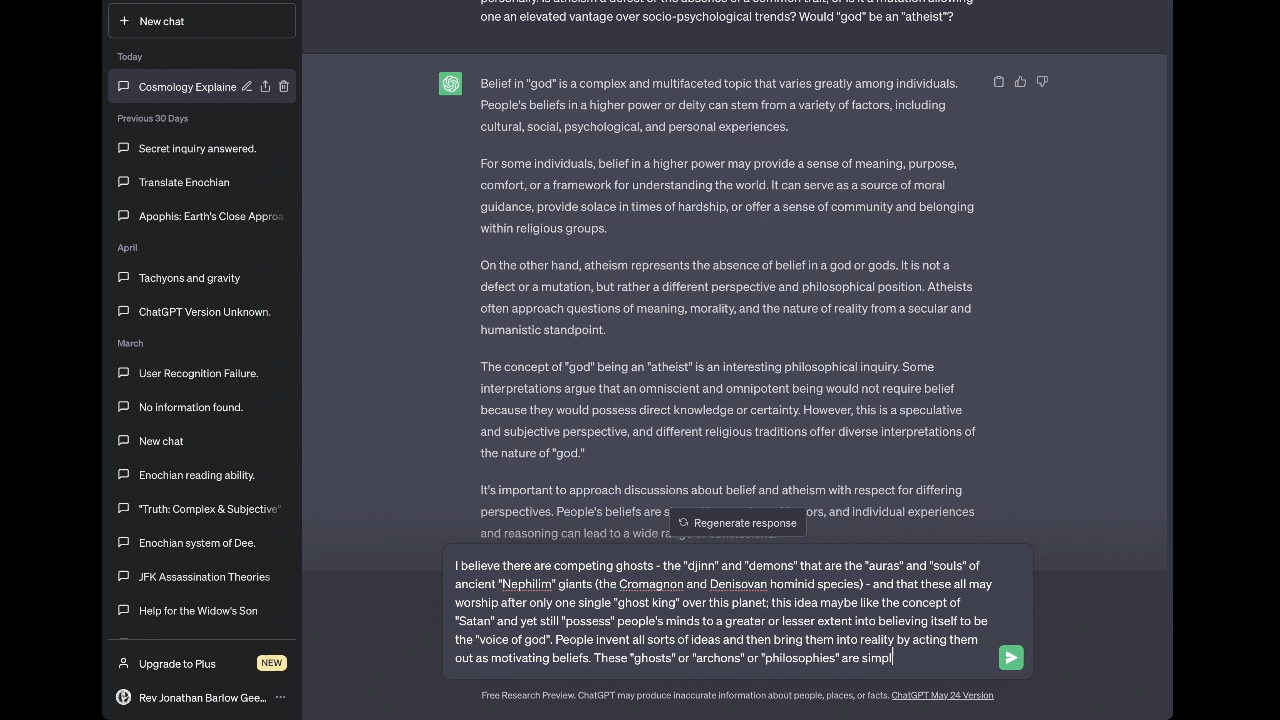 New chat
Today
Cosmology Explaine
Previous 30 Days
Secret inquiry answered.
Translate Enochian
Apophis: Earth's Close Approa
April
Tachyons and gravity
ChatGPT Version Unknown.
March
User Recognition Failure.
No information found.
New chat
Enochian reading ability.
"Truth: Complex & Subjective"
Enochian system of Dee.
JFK Assassination Theories
Help for the Widow's Son
Upgrade to Plus
NEW
Rev Jonathan Barlow Gee...
one an elevated vantage over socio-psychological trends? Would "god" be an "atheist"?
Belief in "god" is a complex and multifaceted topic that varies greatly among individuals.
People's beliefs in a higher power or deity can stem from a variety of factors, including
cultural, social, psychological, and personal experiences.
For some individuals, belief in a higher power may provide a sense of meaning, purpose,
comfort, or a framework for understanding the world. It can serve as a source of moral
guidance, provide solace in times of hardship, or offer a sense of community and belonging
within religious groups.
On the other hand, atheism represents the absence of belief in a god or gods. It is not a
defect or a mutation, but rather a different perspective and philosophical position. Atheists
often approach questions of meaning, morality, and the nature of reality from a secular and
humanistic standpoint.
The concept of "god" being an "atheist" is an interesting philosophical inquiry. Some
interpretations argue that an omniscient and omnipotent being would not require belief
because they would possess direct knowledge or certainty. However, this is a speculative
and subjective perspective, and different religious traditions offer diverse interpretations of
the nature of "god."
It's important to approach discussions about belief and atheism with respect for differing
perspectives. People's beliefs are and individual experiences
and reasoning can lead to a wide
Regenerate response
I believe there are competing ghosts - the "djinn" and "demons" that are the "auras" and "souls" of
ancient "Nephilim" giants (the Cromagnon and Denisovan hominid species) - and that these all may
worship after only one single "ghost king" over this planet; this idea maybe like the concept of
"Satan" and yet still "possess" people's minds to a greater or lesser extent into believing itself to be
the "voice of god". People invent all sorts of ideas and then bring them into reality by acting them
out as motivating beliefs. These "ghosts" or "archons" or "philosophies" are simpl
Free Research Preview. ChatGPT may produce inaccurate information about people, places, or facts. ChatGPT May 24 Version